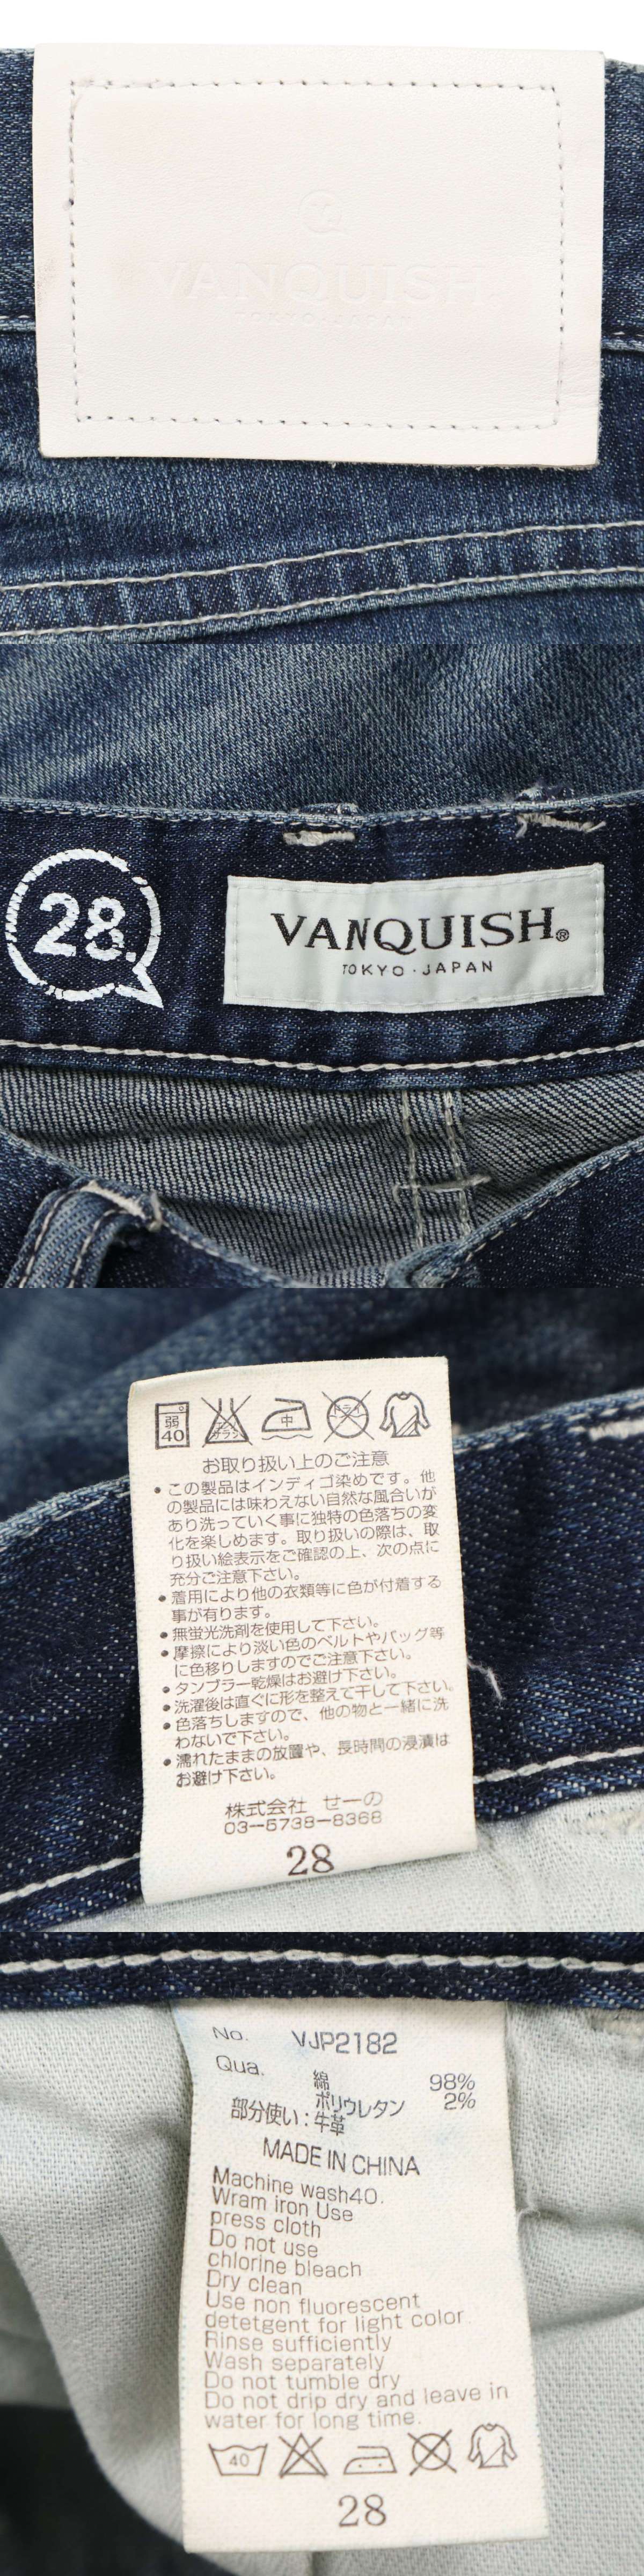 VANQUISH
TOKYO·JAPAN
28.
VANQUISH®
TOKYO·JAPAN
弱
40
エンソ
サラシ
中
ドライ
お取り扱い上のご注意
•この製品はインディゴ染めです。他
の製品には味わえない自然な風合いが
あり洗っていく事に独特の色落ちの変
化を楽しめます。取り扱いの際は、取
り扱い絵表示をご確認の上、次の点に
充分ご注意下さい。
•着用により他の衣類等に色が付着する
事が有ります。
•無蛍光洗剤を使用して下さい。
•摩擦により淡い色のベルトやバッグ等
に色移りしますのでご注意下さい。
•タンブラー乾燥はお避け下さい。
•洗濯後は直ぐに形を整えて干して下さい。
•色落ちしますので、他の物と一緒に洗
わないで下さい。
•濡れたままの放置や、長時間の浸漬は
お避け下さい。
株式会社 せーの
03-5738-8368
28
No. VJP2182
Qua. 綿 98%
ポリウレタン 2%
部分使い:牛革
MADE IN CHINA
Machine wash40.
Wram iron Use
press cloth
Do not use
chlorine bleach
Dry clean
Use non fluorescent
detetgent for light color.
Rinse sufficiently
Wash separately
Do not tumble dry
Do not drip dry and leave in
water for long time.
40
28